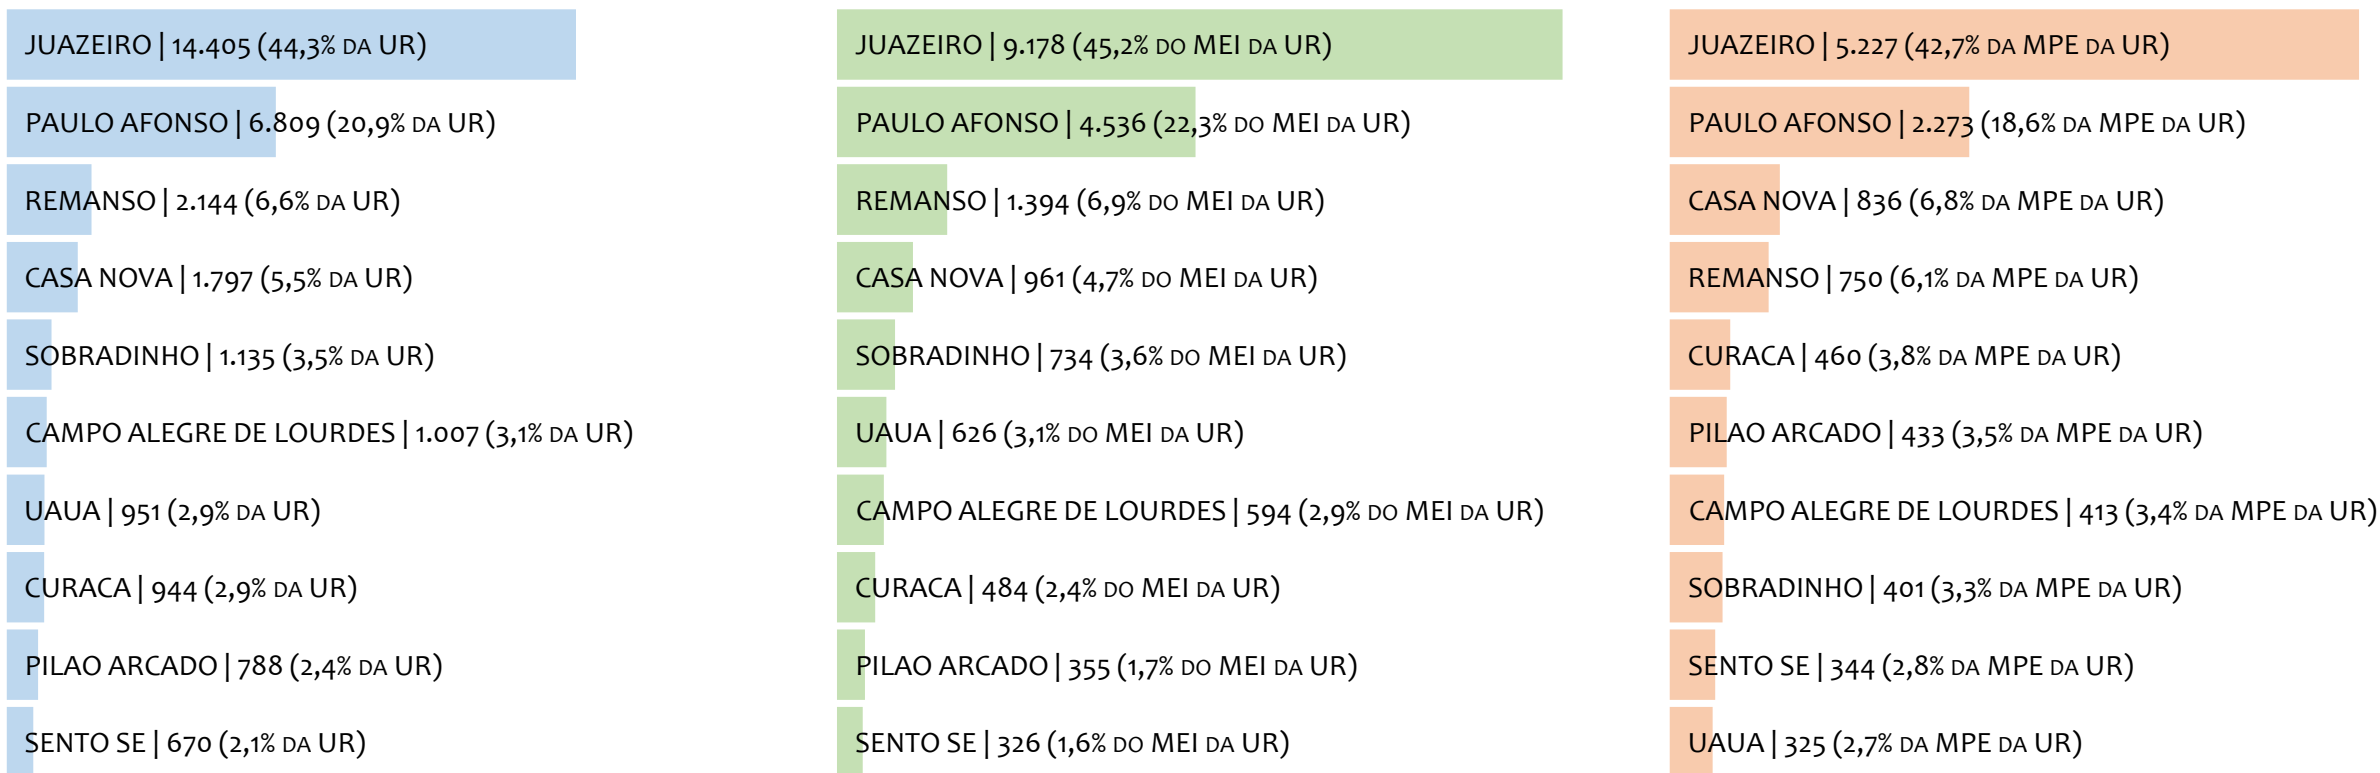 JUAZEIRO | 14.405 (44,3% DA UR)
PAULO AFONSO | 6.809 (20,9% DA UR)
REMANSO | 2.144 (6,6% DA UR)
CASA NOVA | 1.797 (5,5% DA UR)
SOBRADINHO | 1.135 (3,5% DA UR)
CAMPO ALEGRE DE LOURDES | 1.007 (3,1% DA UR)
UAUA | 951 (2,9% DA UR)
CURACA | 944 (2,9% DA UR)
PILAO ARCADO | 788 (2,4% DA UR)
SENTO SE | 670 (2,1% DA UR)
JUAZEIRO | 9.178 (45,2% DO MEI DA UR)
PAULO AFONSO | 4.536 (22,3% DO MEI DA UR)
REMANSO | 1.394 (6,9% DO MEI DA UR)
CASA NOVA | 961 (4,7% DO MEI DA UR)
SOBRADINHO | 734 (3,6% DO MEI DA UR)
UAUA | 626 (3,1% DO MEI DA UR)
CAMPO ALEGRE DE LOURDES | 594 (2,9% DO MEI DA UR)
CURACA | 484 (2,4% DO MEI DA UR)
PILAO ARCADO | 355 (1,7% DO MEI DA UR)
SENTO SE | 326 (1,6% DO MEI DA UR)
JUAZEIRO | 5.227 (42,7% DA MPE DA UR)
PAULO AFONSO | 2.273 (18,6% DA MPE DA UR)
CASA NOVA | 836 (6,8% DA MPE DA UR)
REMANSO | 750 (6,1% DA MPE DA UR)
CURACA | 460 (3,8% DA MPE DA UR)
PILAO ARCADO | 433 (3,5% DA MPE DA UR)
CAMPO ALEGRE DE LOURDES | 413 (3,4% DA MPE DA UR)
SOBRADINHO | 401 (3,3% DA MPE DA UR)
SENTO SE | 344 (2,8% DA MPE DA UR)
UAUA | 325 (2,7% DA MPE DA UR)